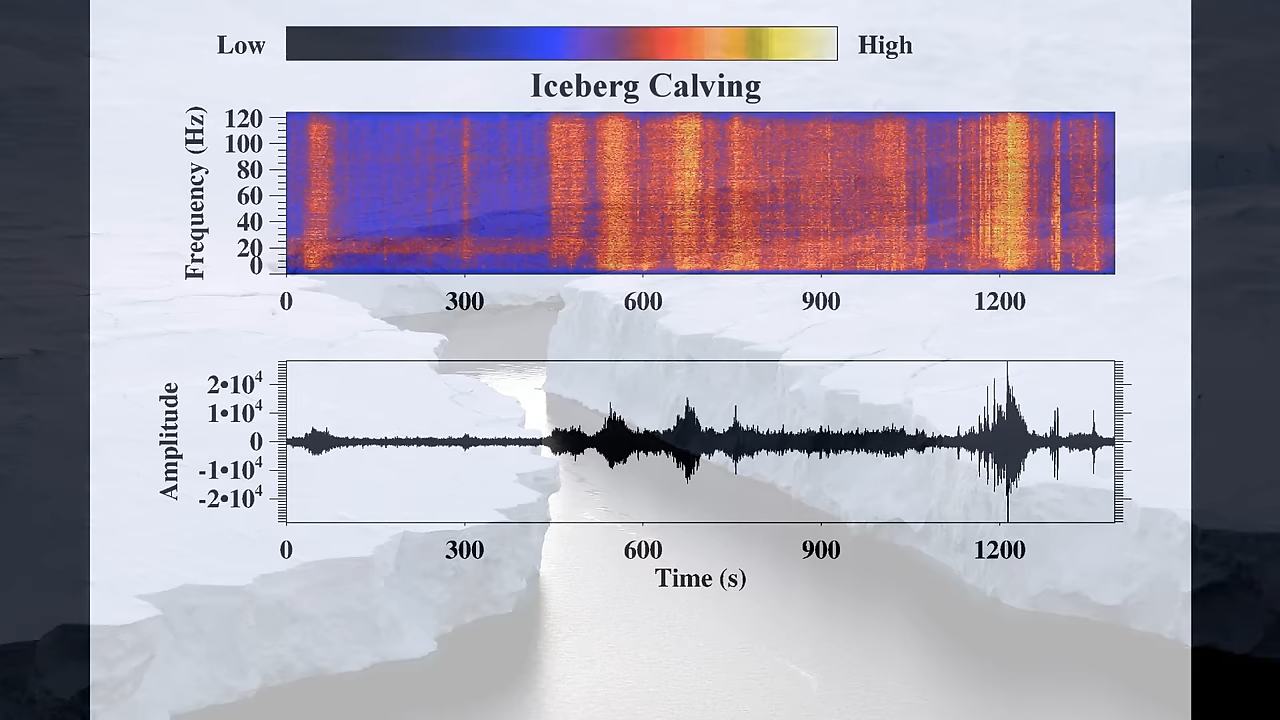 Low High
Iceberg Calving
Frequency (Hz)
120
100
80
60
40
20
0
0 300 600 900 1200
Amplitude
2•10⁴
1•10⁴
0
-1•10⁴
-2•10⁴
0 300 600 900 1200
Time (s)